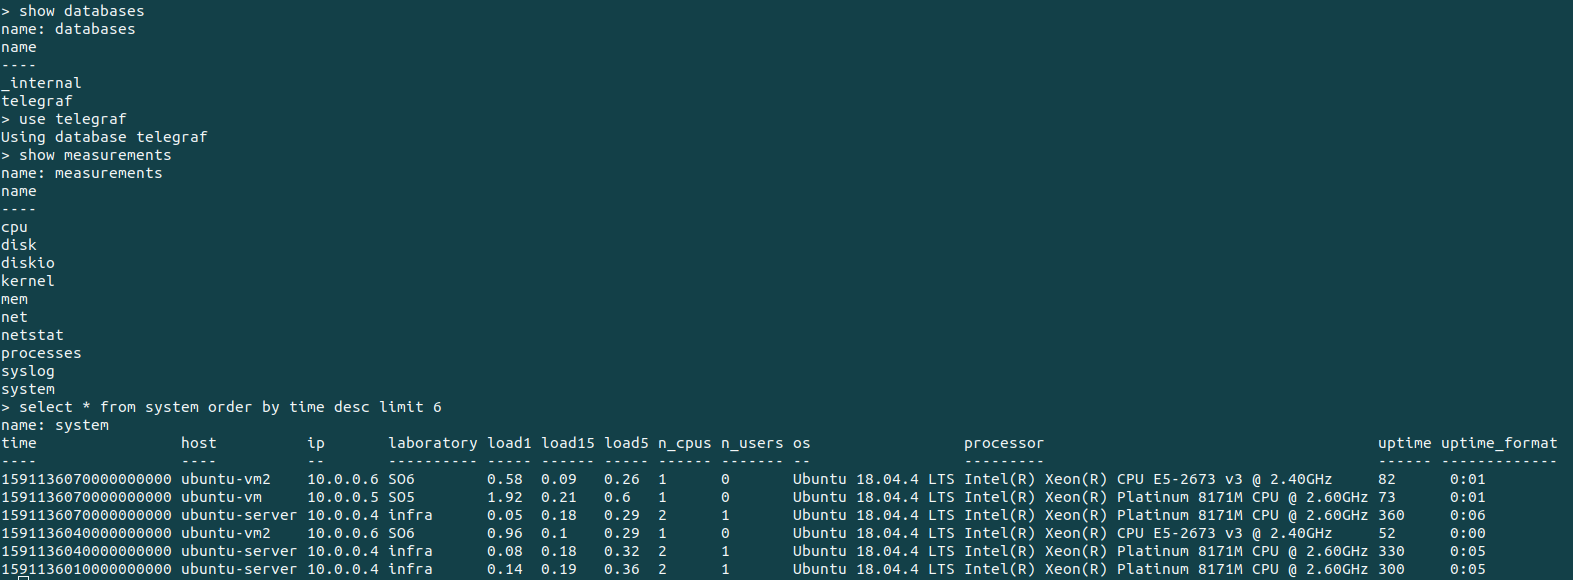 > show databases
name: databases
name
----
_internal
telegraf
> use telegraf
Using database telegraf
> show measurements
name: measurements
name
----
cpu
disk
diskio
kernel
mem
net
netstat
processes
syslog
system
> select * from system order by time desc limit 6
name: system
time                host          ip       laboratory load1 load15 load5 n_cpus n_users os                 processor                                      uptime uptime_format
----                ----          --       ---------- ----- ------ ----- ------ ------- --                 ---------                                      ------ -------------
1591136070000000000 ubuntu-vm2    10.0.0.6 SO6        0.58  0.09   0.26  1      0       Ubuntu 18.04.4 LTS Intel(R) Xeon(R) CPU E5-2673 v3 @ 2.40GHz     82      0:01
1591136070000000000 ubuntu-vm     10.0.0.5 SO5        1.92  0.21   0.6   1      0       Ubuntu 18.04.4 LTS Intel(R) Xeon(R) Platinum 8171M CPU @ 2.60GHz 73      0:01
1591136070000000000 ubuntu-server 10.0.0.4 infra      0.05  0.18   0.29  2      1       Ubuntu 18.04.4 LTS Intel(R) Xeon(R) Platinum 8171M CPU @ 2.60GHz 360     0:06
1591136040000000000 ubuntu-vm2    10.0.0.6 SO6        0.96  0.1    0.29  1      0       Ubuntu 18.04.4 LTS Intel(R) Xeon(R) CPU E5-2673 v3 @ 2.40GHz     52      0:00
1591136040000000000 ubuntu-server 10.0.0.4 infra      0.08  0.18   0.32  2      1       Ubuntu 18.04.4 LTS Intel(R) Xeon(R) Platinum 8171M CPU @ 2.60GHz 330     0:05
1591136010000000000 ubuntu-server 10.0.0.4 infra      0.14  0.19   0.36  2      1       Ubuntu 18.04.4 LTS Intel(R) Xeon(R) Platinum 8171M CPU @ 2.60GHz 300     0:05